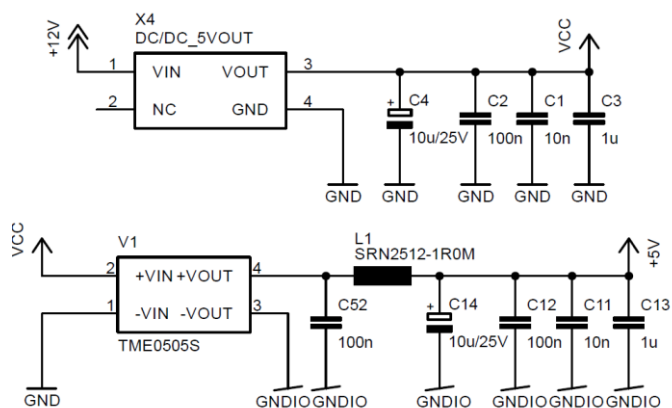 X4
DC/DC_5VOUT
+12V
1 VIN VOUT 3
2 NC GND 4
VCC
+ C4 C2 C1 C3
10u/25V 100n 10n 1u
GND GND GND GND GND
VCC
V1
L1
SRN2512-1R0M
+5V
2 +VIN +VOUT 4
1 -VIN -VOUT 3
TME0505S
C52 + C14 C12 C11 C13
100n 10u/25V 100n 10n 1u
GND GNDIO GNDIO GNDIO GNDIO GNDIO GNDIO